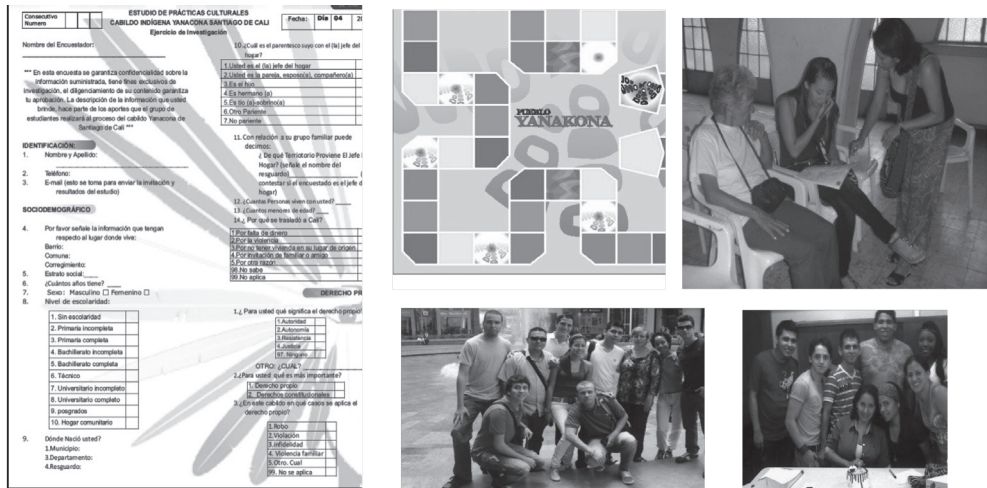 Consecutivo
Numero
ESTUDIO DE PRÁCTICAS CULTURALES
CABILDO INDÍGENA YANACONA SANTIAGO DE CALI
Ejercicio de Investigación
Fecha: Día 04 20
Nombre del Encuestador:
*** En esta encuesta se garantiza confidencialidad sobre la
información suministrada, tiene fines exclusivos de
investigación, el diligenciamiento de su contenido garantiza
tu aprobación. La descripción de la información que usted
brinde, hace parte de los aportes que el grupo de
estudiantes realizará al proceso del cabildo Yanacona de
Santiago de Cali ***
IDENTIFICACIÓN:
1. Nombre y Apellido:
2. Teléfono:
3. E-mail (esto se toma para enviar la invitación y
resultados del estudio)
SOCIODEMOGRÁFICO
4. Por favor señale la información que tengan
respecto al lugar donde vive:
Barrio:
Comuna:
Corregimiento:
5. Estrato social:
6. ¿Cuántos años tiene?
7. Sexo: Masculino □ Femenino □
8. Nivel de escolaridad:
1. Sin escolaridad
2. Primaria incompleta
3. Primaria completa
4. Bachillerato incompleta
5. Bachillerato completo
6. Técnico
7. Universitario incompleto
8. Universitario completo
9. posgrados
10. Hogar comunitario
9. Dónde Nació usted?
1.Municipio:
3.Departamento:
4.Resguardo:
10.¿Cuál es el parentesco suyo con el (la) jefe del
hogar?
1.Usted es el (la) jefe del hogar
2.Usted es la pareja, esposo(a), compañero(a)
3.Es el hijo
4.Es hermano (a)
5.Es tío (a)-sobrino(a)
6.Otro Pariente
7.No pariente
11.Con relación a su grupo familiar puede
decirnos:
¿ De qué Territorio Proviene El Jefe
Hogar? (señale el nombre del
resguardo)
contestar si el encuestado es el jefe d
hogar)
12. ¿Cuantas Personas viven con usted?
13. ¿Cuantos menores de edad?
14.¿ Por qué se trasladó a Cali?
1.Por falta de dinero
2.Por la violencia
3.Por no tener vivienda en su lugar de origen
4.Por invitación de familiar o amigo
5.Por otra razón
98.No sabe
99.No aplica
DERECHO PR
1.¿ Para usted qué significa el derecho propio
1.Autoridad
2.Autonomía
3.Resistencia
4.Justicia
97. Ninguno
OTRO: ¿CUAL?
2.¿Para usted qué es más importante?
1. Derecho propio
2. Derechos constitucionales
3.¿En este cabildo en qué casos se aplica el
derecho propio?
1.Robo
2.Violación
3.Infidelidad
4. Violencia familiar
5.Otro. Cual
99. No se aplica
PUEBLO
YANAKONA